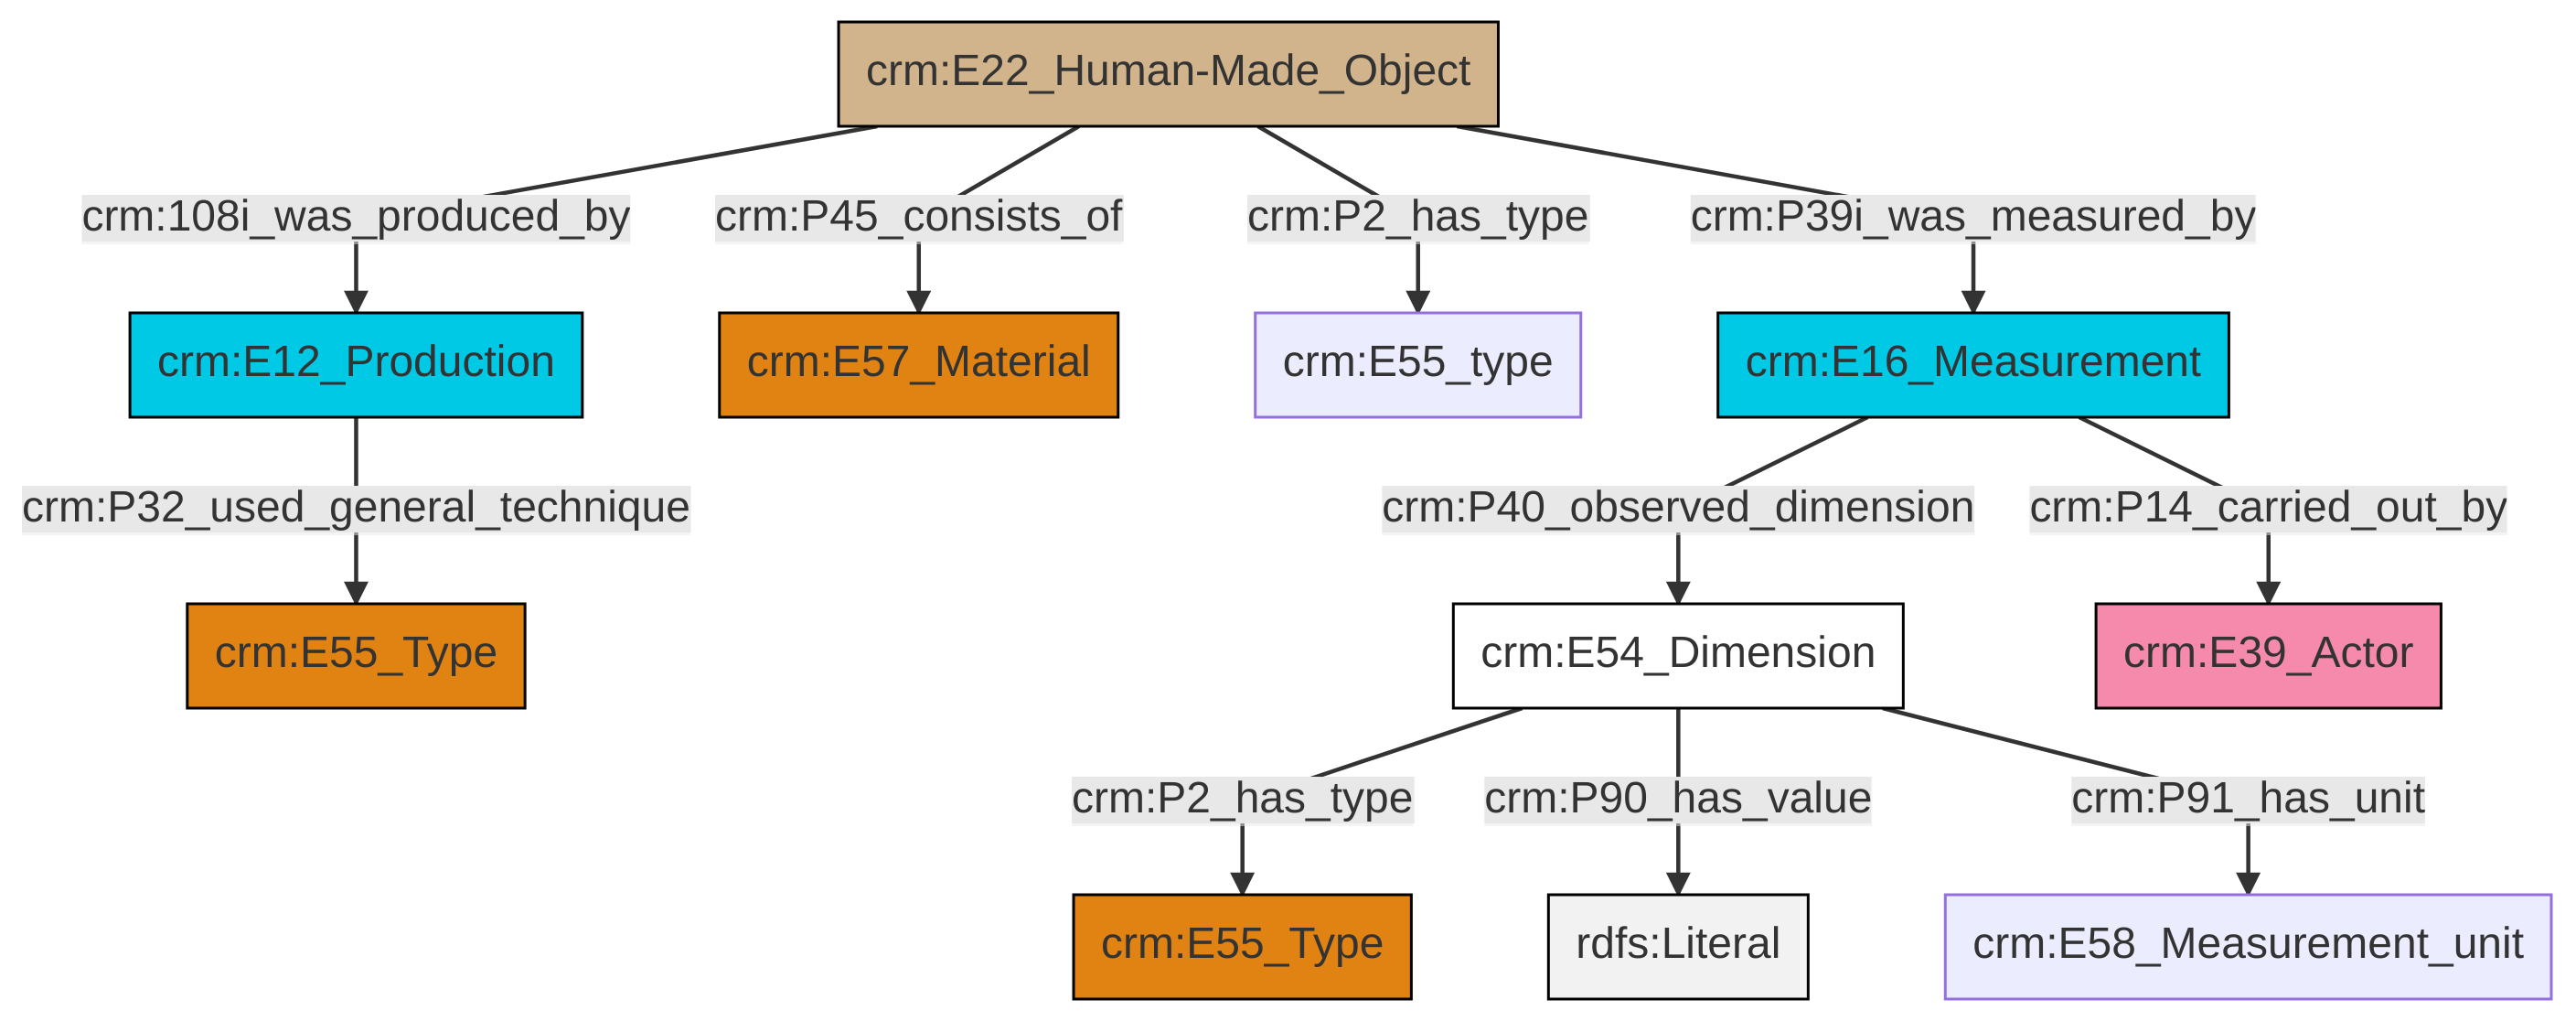 crm:E22_Human-Made_Object
crm:108i_was_produced_by
crm:P45_consists_of
crm:P2_has_type
crm:P39i_was_measured_by
crm:E12_Production
crm:E57_Material
crm:E55_type
crm:E16_Measurement
crm:P32_used_general_technique
crm:P40_observed_dimension
crm:P14_carried_out_by
crm:E55_Type
crm:E54_Dimension
crm:E39_Actor
crm:P2_has_type
crm:P90_has_value
crm:P91_has_unit
crm:E55_Type
rdfs:Literal
crm:E58_Measurement_unit